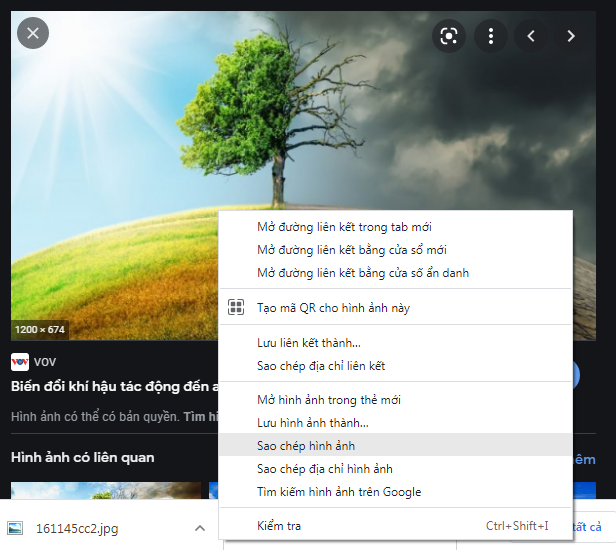 Mở đường liên kết trong tab mới
Mở đường liên kết bằng cửa sổ mới
Mở đường liên kết bằng cửa sổ ẩn danh
Tạo mã QR cho hình ảnh này
1200 × 674
Lưu liên kết thành...
VOV VOV
Sao chép địa chỉ liên kết
Biến đổi khí hậu tác động đến
Mở hình ảnh trong thẻ mới
Hình ảnh có thể có bản quyền. Tìm
Lưu hình ảnh thành...
Sao chép hình ảnh
Hình ảnh có liên quan
Sao chép địa chỉ hình ảnh
Tìm kiếm hình ảnh trên Google
161145cc2.jpg
Kiểm tra Ctrl+Shift+I
tất cả